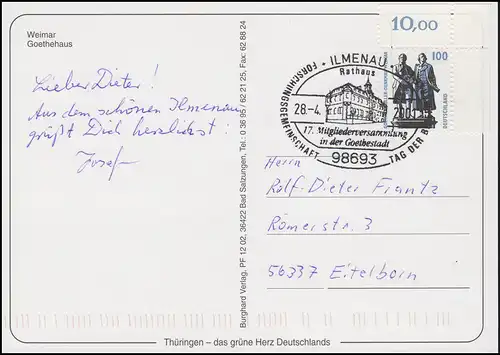 Weimar
Goethehaus
Lieber Dieter!
Aus dem schönen Ilmenau
grüßt Dich herzlichst:
Josef
Burghard Verlag, PF 12 02, 36422 Bad Salzungen, Tel. 0 36 95 / 62 21 25, Fax: 62 88 24
10,00
100
DEUTSCHLAND
ILMENAU
Rathaus
28.-4.
2001
17. Mitgliederversammlung
in der Goethestadt
98693
FORSCHUNGSGEMEINSCHAFT
TAG DER B
Herrn
Rolf-Dieter Frantz
Römerstr. 3
56337 Eitelborn
Thüringen – das grüne Herz Deutschlands